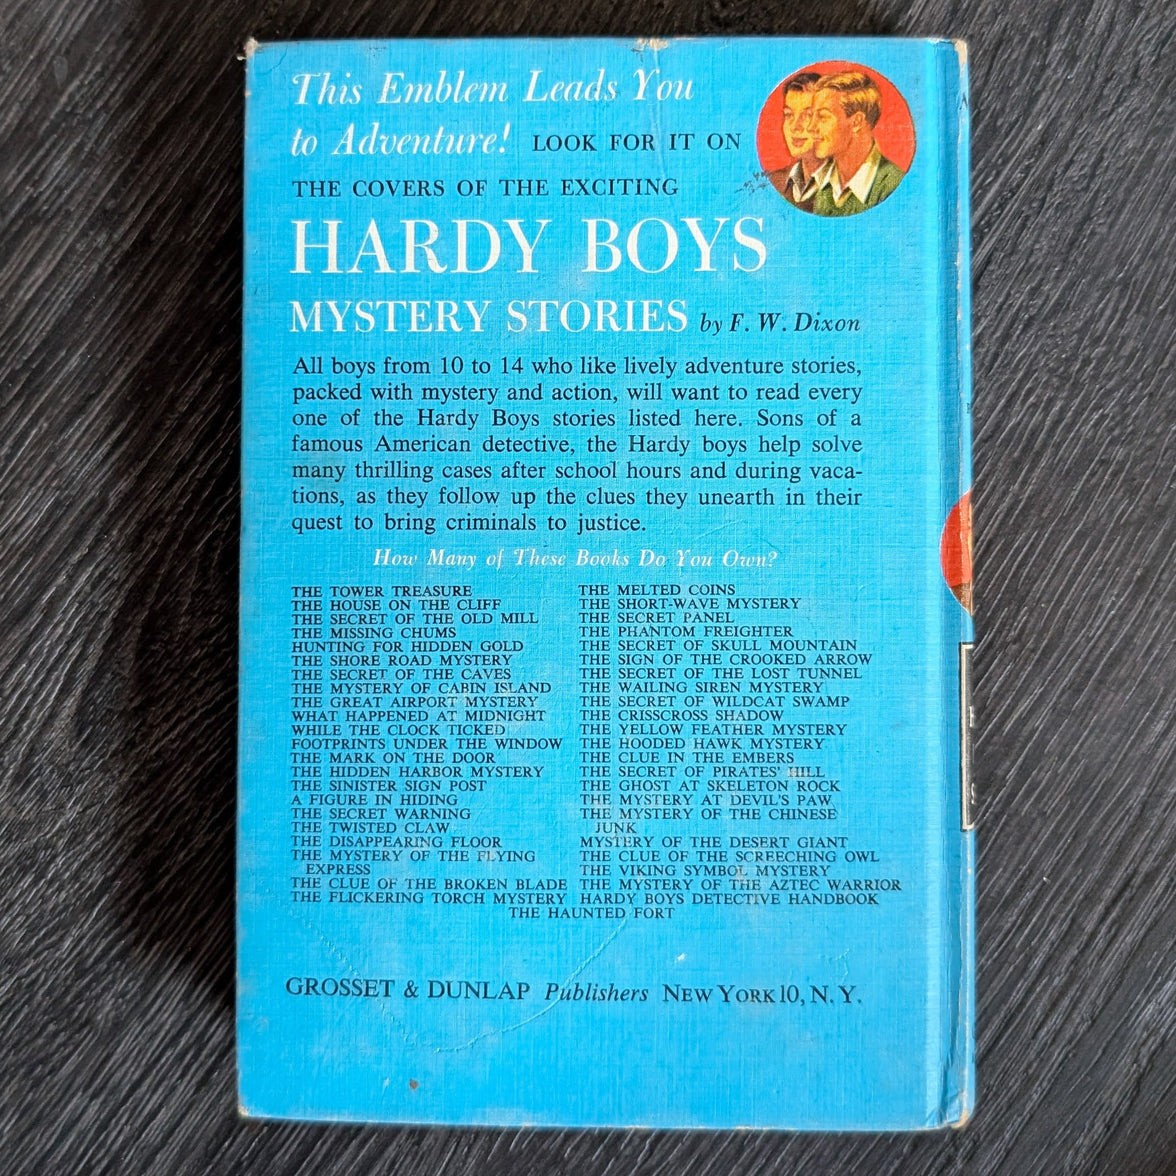 This Emblem Leads You
to Adventure! LOOK FOR IT ON
THE COVERS OF THE EXCITING
HARDY BOYS
MYSTERY STORIES by F. W. Dixon
All boys from 10 to 14 who like lively adventure stories,
packed with mystery and action, will want to read every
one of the Hardy Boys stories listed here. Sons of a
famous American detective, the Hardy boys help solve
many thrilling cases after school hours and during vaca-
tions, as they follow up the clues they unearth in their
quest to bring criminals to justice.
How Many of These Books Do You Own?
THE TOWER TREASURE
THE HOUSE ON THE CLIFF
THE SECRET OF THE OLD MILL
THE MISSING CHUMS
HUNTING FOR HIDDEN GOLD
THE SHORE ROAD MYSTERY
THE SECRET OF THE CAVES
THE MYSTERY OF CABIN ISLAND
THE GREAT AIRPORT MYSTERY
WHAT HAPPENED AT MIDNIGHT
WHILE THE CLOCK TICKED
FOOTPRINTS UNDER THE WINDOW
THE MARK ON THE DOOR
THE HIDDEN HARBOR MYSTERY
THE SINISTER SIGN POST
A FIGURE IN HIDING
THE SECRET WARNING
THE TWISTED CLAW
THE DISAPPEARING FLOOR
THE MYSTERY OF THE FLYING
EXPRESS
THE CLUE OF THE BROKEN BLADE
THE FLICKERING TORCH MYSTERY
THE MELTED COINS
THE SHORT-WAVE MYSTERY
THE SECRET PANEL
THE PHANTOM FREIGHTER
THE SECRET OF SKULL MOUNTAIN
THE SIGN OF THE CROOKED ARROW
THE SECRET OF THE LOST TUNNEL
THE WAILING SIREN MYSTERY
THE SECRET OF WILDCAT SWAMP
THE CRISSCROSS SHADOW
THE YELLOW FEATHER MYSTERY
THE HOODED HAWK MYSTERY
THE CLUE IN THE EMBERS
THE SECRET OF PIRATES' HILL
THE GHOST AT SKELETON ROCK
THE MYSTERY AT DEVIL'S PAW
THE MYSTERY OF THE CHINESE
JUNK
MYSTERY OF THE DESERT GIANT
THE CLUE OF THE SCREECHING OWL
THE VIKING SYMBOL MYSTERY
THE MYSTERY OF THE AZTEC WARRIOR
HARDY BOYS DETECTIVE HANDBOOK
THE HAUNTED FORT
GROSSET & DUNLAP Publishers NEW YORK 10, N. Y.